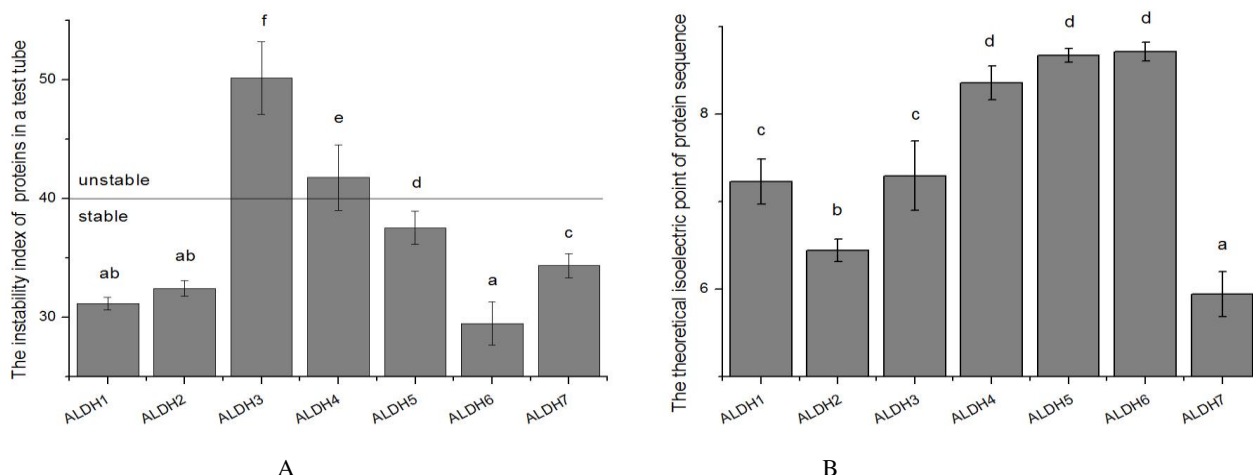 The instability index of proteins in a test tube
50
40
30
unstable
stable
ab
ab
f
e
d
a
c
ALDH1
ALDH2
ALDH3
ALDH4
ALDH5
ALDH6
ALDH7
A
The theoretical isoelectric point of protein sequence
8
6
c
b
c
d
d
d
a
ALDH1
ALDH2
ALDH3
ALDH4
ALDH5
ALDH6
ALDH7
B